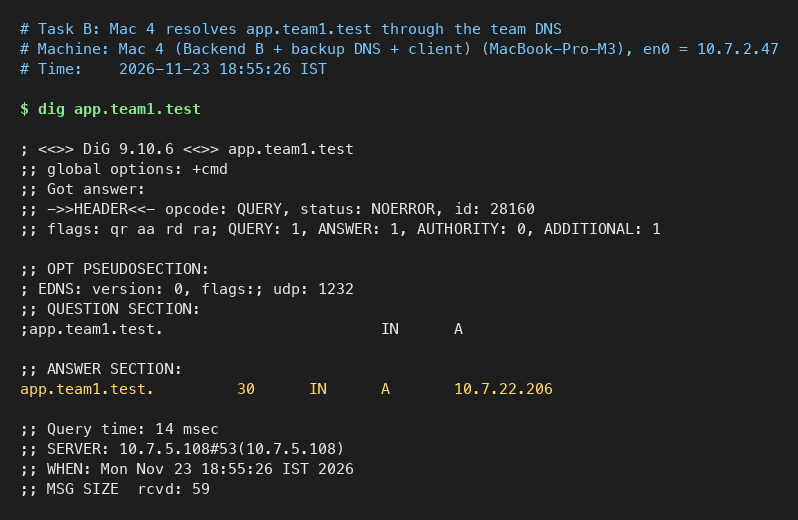 # Task B: Mac 4 resolves app.team1.test through the team DNS
# Machine: Mac 4 (Backend B + backup DNS + client) (MacBook-Pro-M3), en0 = 10.7.2.47
# Time:    2026-11-23 18:55:26 IST
$ dig app.team1.test
; <<>> DiG 9.10.6 <<>> app.team1.test
;; global options: +cmd
;; Got answer:
;; ->>HEADER<<- opcode: QUERY, status: NOERROR, id: 28160
;; flags: qr aa rd ra; QUERY: 1, ANSWER: 1, AUTHORITY: 0, ADDITIONAL: 1
;; OPT PSEUDOSECTION:
; EDNS: version: 0, flags:; udp: 1232
;; QUESTION SECTION:
;app.team1.test.                        IN      A
;; ANSWER SECTION:
app.team1.test.         30      IN      A       10.7.22.206
;; Query time: 14 msec
;; SERVER: 10.7.5.108#53(10.7.5.108)
;; WHEN: Mon Nov 23 18:55:26 IST 2026
;; MSG SIZE  rcvd: 59